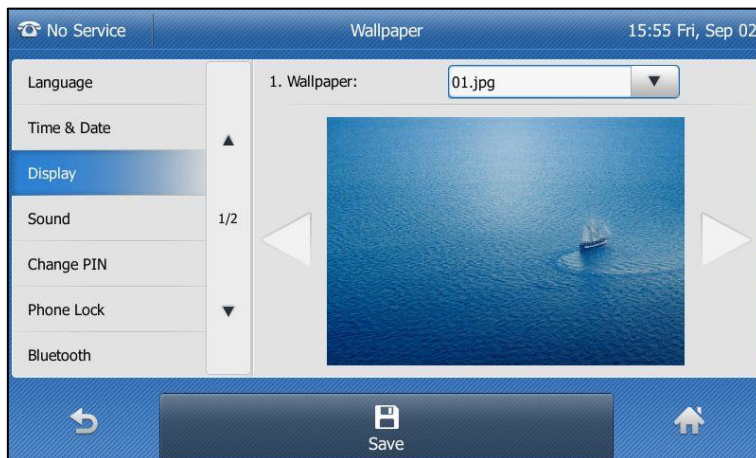 No Service
Wallpaper
15:55 Fri, Sep 02
Language
Time & Date
Display
Sound
Change PIN
Phone Lock
Bluetooth
1/2
1. Wallpaper:
01.jpg
Save